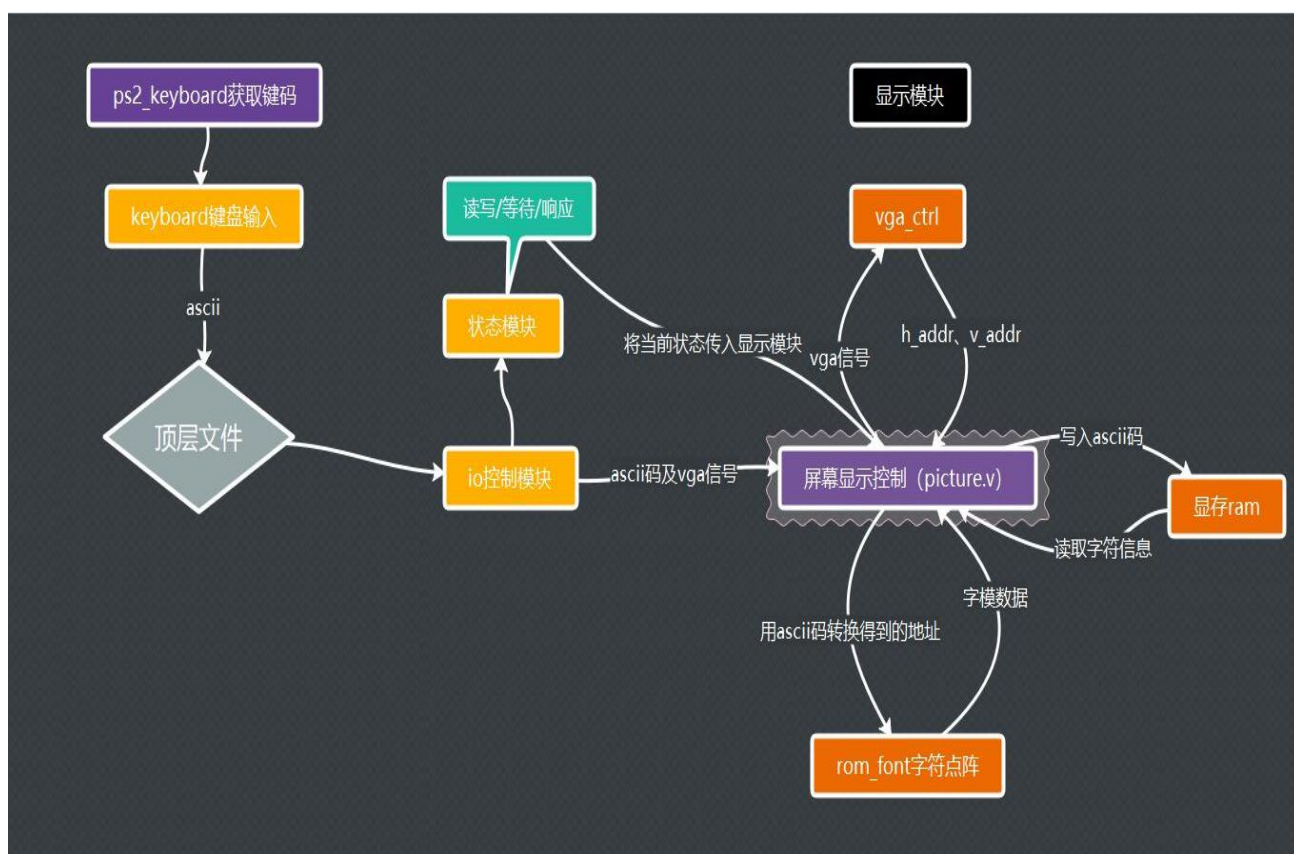 ps2_keyboard获取键码
显示模块
keyboard键盘输入
读写/等待/响应
vga_ctrl
ascii
状态模块
将当前状态传入显示模块
vga信号
h_addr、v_addr
顶层文件
io控制模块
ascii码及vga信号
屏幕显示控制（picture.v）
写入ascii码
显存ram
读取字符信息
字模数据
用ascii码转换得到的地址
rom_font字符点阵